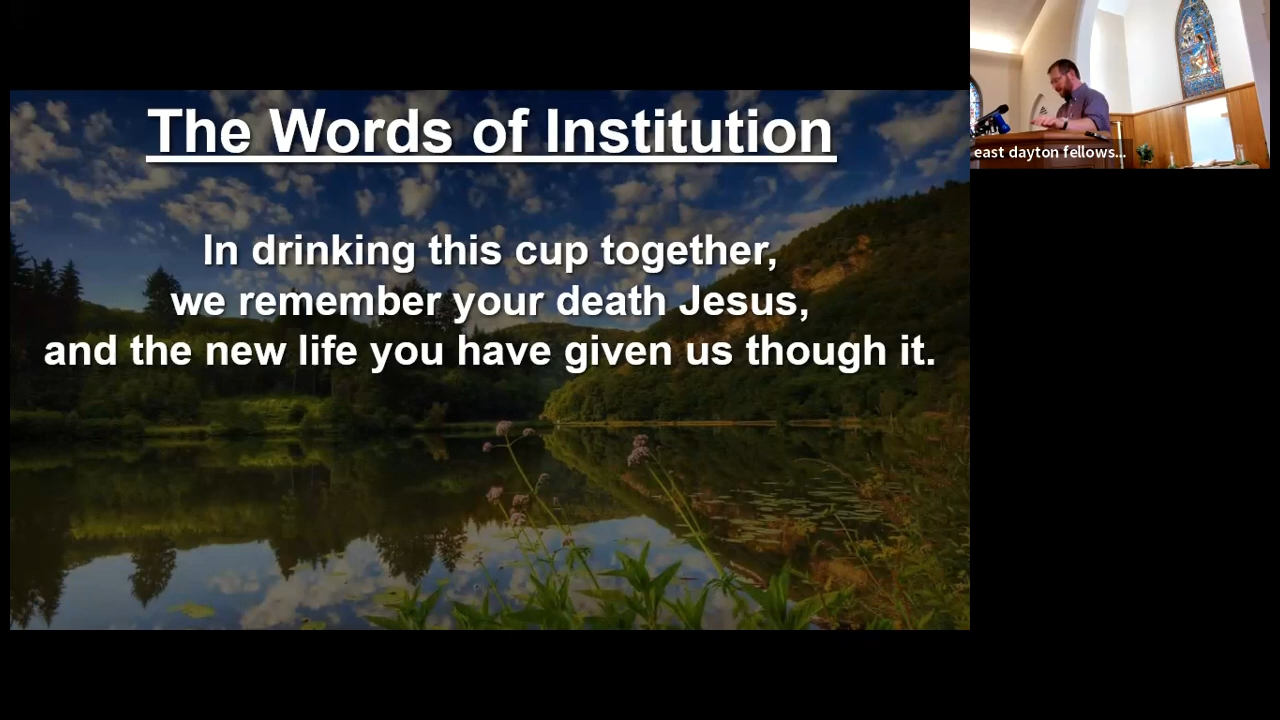 The Words of Institution
In drinking this cup together,
we remember your death Jesus,
and the new life you have given us though it.
east dayton fellows...